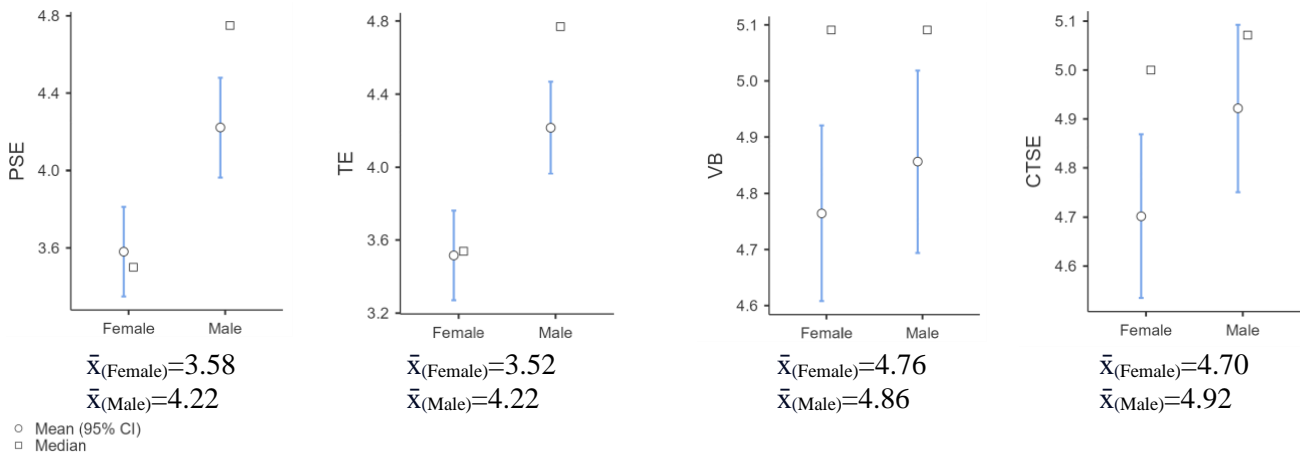 4.8
4.4
4.0
3.6
PSE
Female Male
x̄(Female)=3.58
x̄(Male)=4.22
4.8
4.4
4.0
3.6
3.2
TE
Female Male
x̄(Female)=3.52
x̄(Male)=4.22
5.1
5.0
4.9
4.8
4.7
4.6
VB
Female Male
x̄(Female)=4.76
x̄(Male)=4.86
5.1
5.0
4.9
4.8
4.7
4.6
CTSE
Female Male
x̄(Female)=4.70
x̄(Male)=4.92
Mean (95% CI)
Median